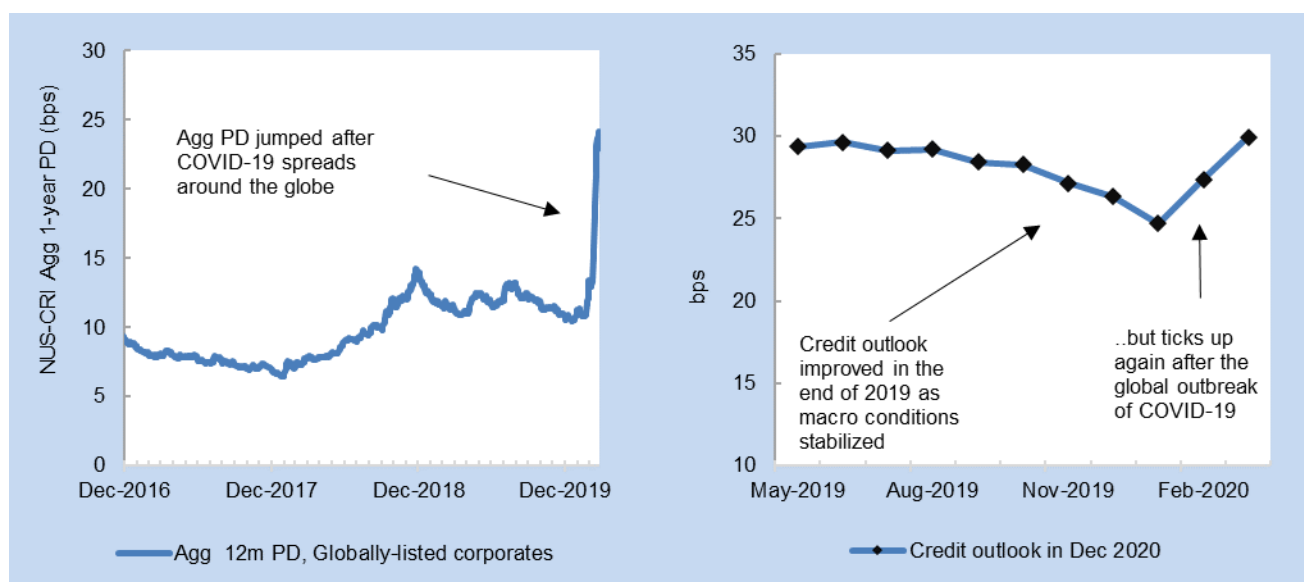 30
25
20
15
10
5
0
NUS-CRI Agg 1-year PD (bps)
Agg PD jumped after
COVID-19 spreads
around the globe
Dec-2016
Dec-2017
Dec-2018
Dec-2019
Agg 12m PD, Globally-listed corporates
35
30
25
20
15
10
bps
Credit outlook
improved in the
end of 2019 as
macro conditions
stabilized
..but ticks up
again after the
global outbreak
of COVID-19
May-2019
Aug-2019
Nov-2019
Feb-2020
Credit outlook in Dec 2020